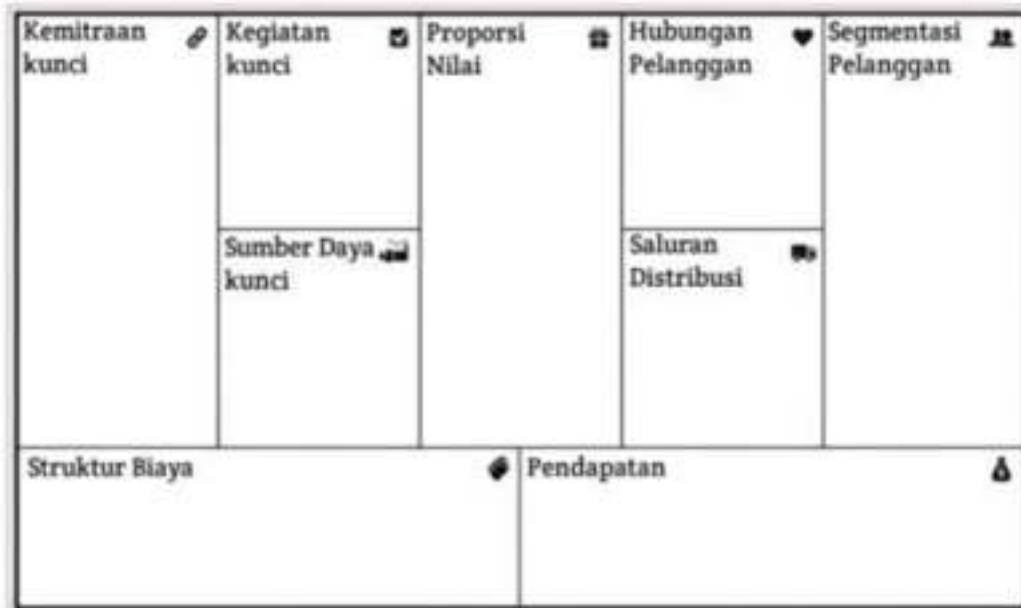 Kemitraan
kunci
Kegiatan
kunci
Proporsi
Nilai
Hubungan
Pelanggan
Segmentasi
Pelanggan
Sumber Daya
kunci
Saluran
Distribusi
Struktur Biaya
Pendapatan